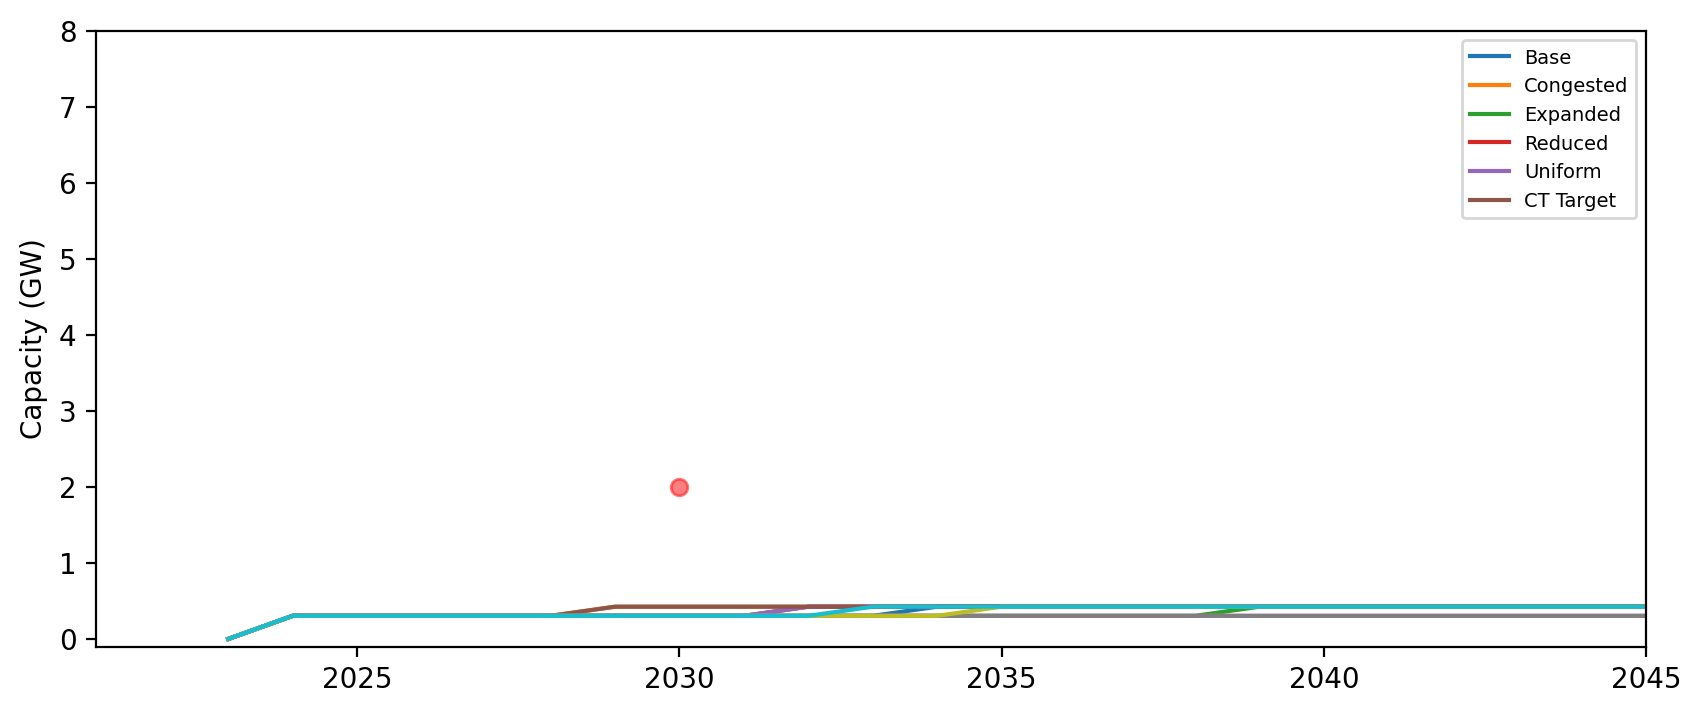 8
7
6
5
4
3
2
1
0
Capacity (GW)
2025 2030 2035 2040 2045
Base
Congested
Expanded
Reduced
Uniform
CT Target